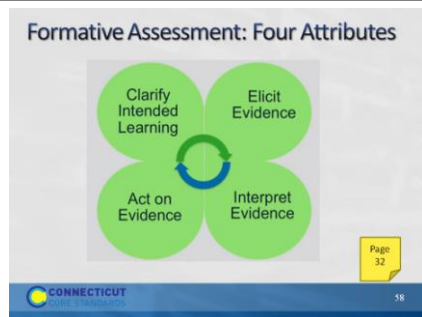 Formative Assessment: Four Attributes
Clarify
Intended
Learning
Elicit
Evidence
Act on
Evidence
Interpret
Evidence
Page
32
CONNECTICUT
CORE STANDARDS
58